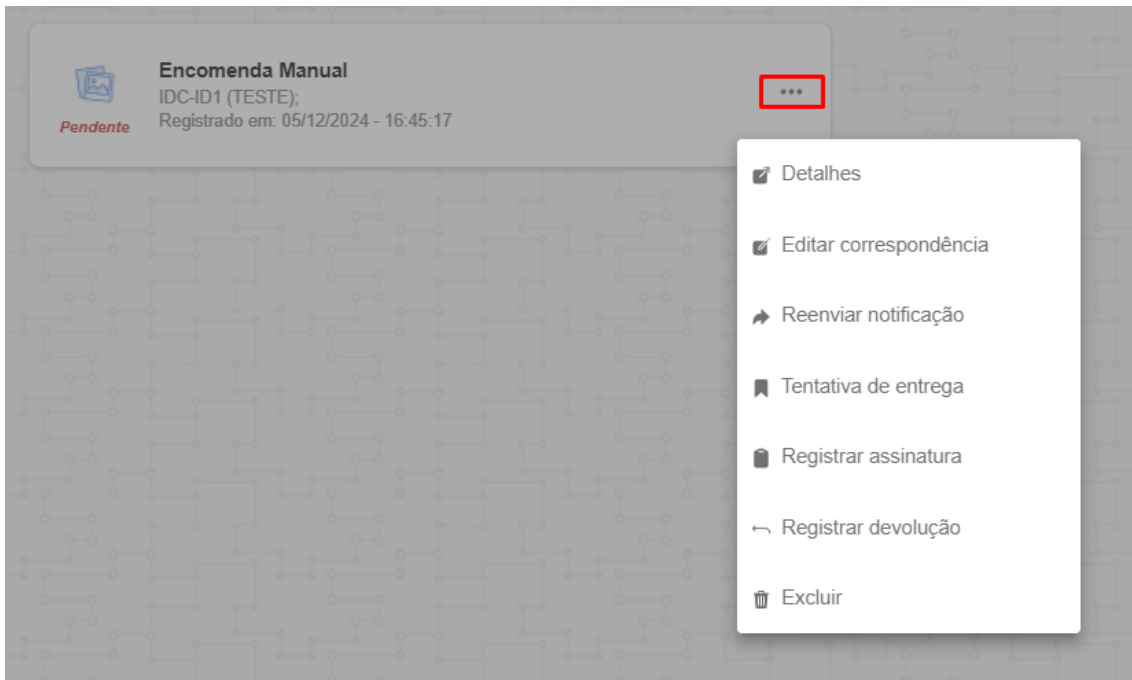 Encomenda Manual
IDC-ID1 (TESTE);
Pendente
Registrado em: 05/12/2024 - 16:45:17
Detalhes
Editar correspondência
Reenviar notificação
Tentativa de entrega
Registrar assinatura
Registrar devolução
Excluir